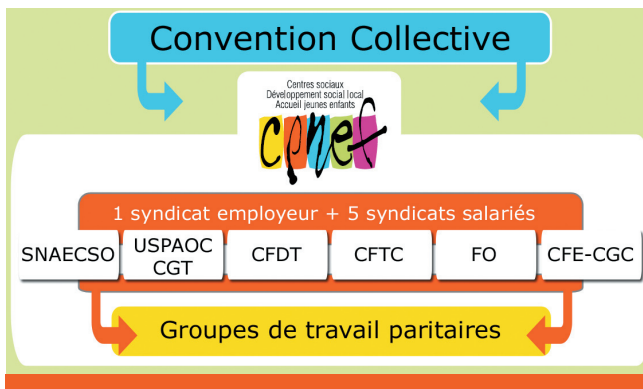 Convention Collective
Centres sociaux
Développement social local
Accueil jeunes enfants
cpnef
1 syndicat employeur + 5 syndicats salariés
SNAECSO
USPAOC
CGT
CFDT
CFTC
FO
CFE-CGC
Groupes de travail paritaires